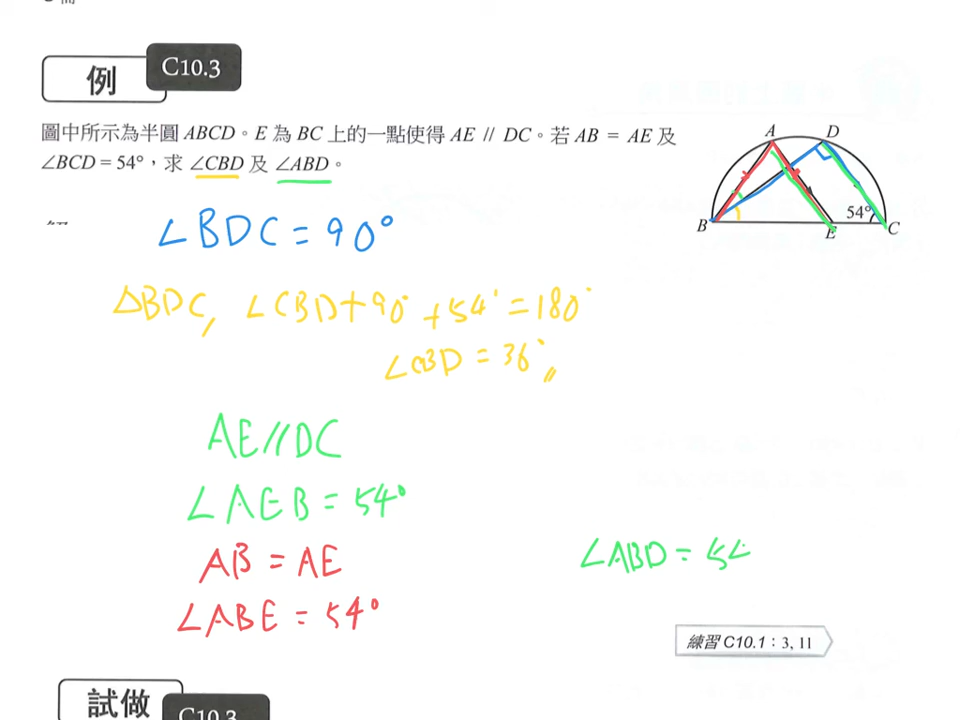 例 C10.3
圖中所示為半圓 ABCD。E 為 BC 上的一點使得 AE // DC。若 AB = AE 及
∠BCD = 54°，求 ∠CBD 及 ∠ABD。
A D
B E C
54°
∠BDC = 90°
△BDC, ∠CBD + 90° + 54° = 180°
∠CBD = 36°
AE // DC
∠AEB = 54°
AB = AE
∠ABD = 54
∠ABE = 54°
練習 C10.1：3, 11
試做 C10.3